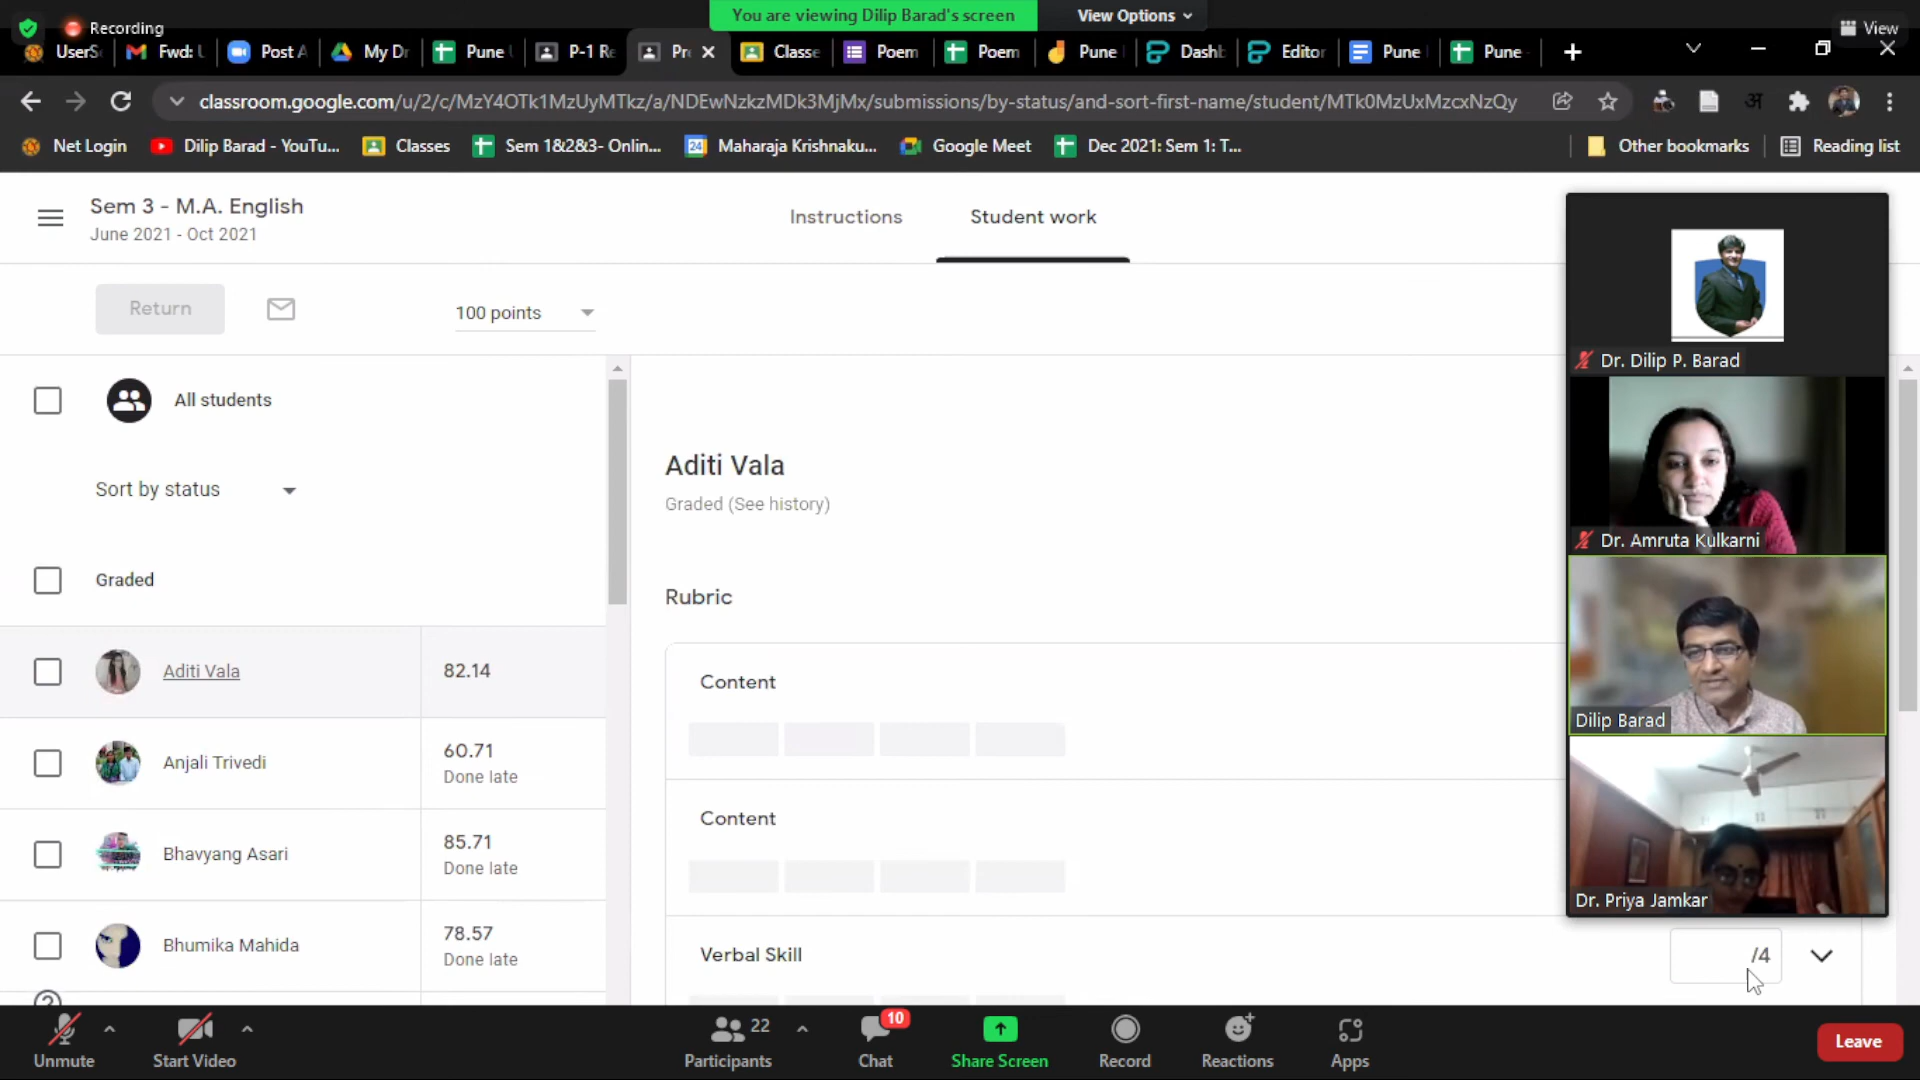 Recording
You are viewing Dilip Barad's screen
View Options
View
UserS
Fwd: U
Post A
My Dr
Pune U
P-1 Re
Pr
Classe
Poem
Poem
Pune
Dashb
Editor
Pune
Pune
classroom.google.com/u/2/c/MzY4OTk1MzUyMTkz/a/NDEwNzkzMDk3MjMx/submissions/by-status/and-sort-first-name/student/MTk0MzUxMzcxNzQy
अ
Net Login
Dilip Barad - YouTu...
Classes
Sem 1&2&3- Onlin...
24
Maharaja Krishnaku...
Google Meet
Dec 2021: Sem 1: T...
Other bookmarks
Reading list
Sem 3 - M.A. English
June 2021 - Oct 2021
Instructions
Student work
Return
100 points
All students
Sort by status
Graded
Aditi Vala
82.14
Anjali Trivedi
60.71
Done late
Bhavyang Asari
85.71
Done late
Bhumika Mahida
78.57
Done late
Aditi Vala
Graded (See history)
Rubric
Content
Content
Verbal Skill
/4
Dr. Dilip P. Barad
Dr. Amruta Kulkarni
Dilip Barad
Dr. Priya Jamkar
Unmute
Start Video
22
Participants
10
Chat
Share Screen
Record
Reactions
Apps
Leave